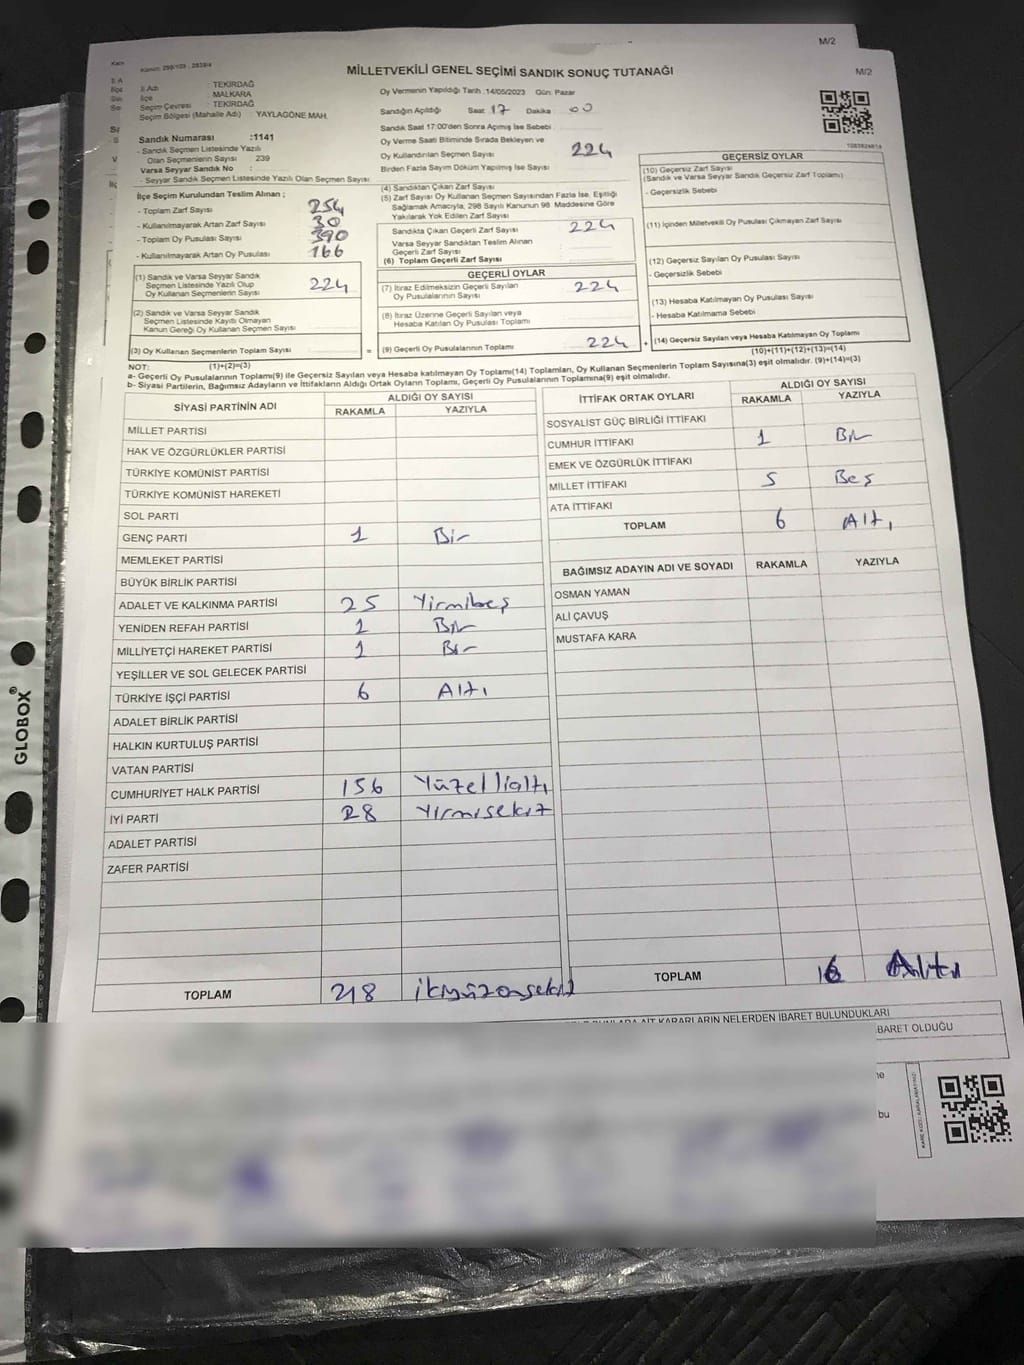 M/2
M/2
MİLLETVEKİLİ GENEL SEÇİMİ SANDIK SONUÇ TUTANAĞI
İl Adı : TEKİRDAĞ
İlçe : MALKARA
Seçim Çevresi : TEKİRDAĞ
Seçim Bölgesi (Mahalle Adı) : YAYLAGÖNE MAH.
Oy Vermenin Yapıldığı Tarih :14/05/2023 Gün: Pazar
Sandığın Açıldığı Saat 17 Dakika 00
Sandık Saat 17:00'den Sonra Açılmış İse Sebebi
Oy Verme Saati Bitiminde Sırada Bekleyen ve
Oy Kullandırılan Seçmen Sayısı 224
Birden Fazla Sayım Döküm Yapılmış İse Sayısı
Sandık Numarası :1141
- Sandık Seçmen Listesinde Yazılı
Olan Seçmenlerin Sayısı : 239
Varsa Seyyar Sandık No :
- Seyyar Sandık Seçmen Listesinde Yazılı Olan Seçmen Sayısı
İlçe Seçim Kurulundan Teslim Alınan ;
- Toplam Zarf Sayısı 254
- Kullanılmayarak Artan Zarf Sayısı 30
- Toplam Oy Pusulası Sayısı 390
- Kullanılmayarak Artan Oy Pusulası 166
(1) Sandık ve Varsa Seyyar Sandık
Seçmen Listesinde Yazılı Olup
Oy Kullanan Seçmenlerin Sayısı 224
(2) Sandık ve Varsa Seyyar Sandık
Seçmen Listesinde Kayıtlı Olmayan
Kanun Gereği Oy Kullanan Seçmen Sayısı
(3) Oy Kullanan Seçmenlerin Toplam Sayısı
(1)+(2)=(3)
(4) Sandıktan Çıkan Zarf Sayısı
(5) Zarf Sayısı Oy Kullanan Seçmen Sayısından Fazla İse, Eşitliği
Sağlamak Amacıyla, 298 Sayılı Kanunun 98. Maddesine Göre
Yakılarak Yok Edilen Zarf Sayısı
Sandıkta Çıkan Geçerli Zarf Sayısı 224
Varsa Seyyar Sandıktan Teslim Alınan
Geçerli Zarf Sayısı
(6) Toplam Geçerli Zarf Sayısı
GEÇERLİ OYLAR
(7) İtiraz Edilmeksizin Geçerli Sayılan
Oy Pusulalarının Sayısı 224
(8) İtiraz Üzerine Geçerli Sayılan veya
Hesaba Katılan Oy Pusulası Toplamı
= (9) Geçerli Oy Pusulalarının Toplamı 224 +
GEÇERSİZ OYLAR
(10) Geçersiz Zarf Sayısı
(Sandık ve Varsa Seyyar Sandık Geçersiz Zarf Toplamı)
- Geçersizlik Sebebi
(11) İçinden Milletvekili Oy Pusulası Çıkmayan Zarf Sayısı
(12) Geçersiz Sayılan Oy Pusulası Sayısı
- Geçersizlik Sebebi
(13) Hesaba Katılmayan Oy Pusulası Sayısı
- Hesaba Katılmama Sebebi
(14) Geçersiz Sayılan veya Hesaba Katılmayan Oy Toplamı
(10)+(11)+(12)+(13)=(14)
NOT:
a- Geçerli Oy Pusulalarının Toplamı(9) ile Geçersiz Sayılan veya Hesaba katılmayan Oy Toplamı(14) Toplamları, Oy Kullanan Seçmenlerin Toplam Sayısına(3) eşit olmalıdır. (9)+(14)=(3)
b- Siyasi Partilerin, Bağımsız Adayların ve İttifakların Aldığı Ortak Oyların Toplamı, Geçerli Oy Pusulalarının Toplamına(9) eşit olmalıdır.
SİYASİ PARTİNİN ADI ALDIĞI OY SAYISI
RAKAMLA YAZIYLA
MİLLET PARTİSİ
HAK VE ÖZGÜRLÜKLER PARTİSİ
TÜRKİYE KOMÜNİST PARTİSİ
TÜRKİYE KOMÜNİST HAREKETİ
SOL PARTİ
GENÇ PARTİ 1 Bir
MEMLEKET PARTİSİ
BÜYÜK BİRLİK PARTİSİ
ADALET VE KALKINMA PARTİSİ 25 Yirmibeş
YENİDEN REFAH PARTİSİ 1 Bir
MİLLİYETÇİ HAREKET PARTİSİ 1 Bir
YEŞİLLER VE SOL GELECEK PARTİSİ
TÜRKİYE İŞÇİ PARTİSİ 6 Altı
ADALET BİRLİK PARTİSİ
HALKIN KURTULUŞ PARTİSİ
VATAN PARTİSİ
CUMHURİYET HALK PARTİSİ 156 Yüzellialtı
İYİ PARTİ 28 Yirmisekiz
ADALET PARTİSİ
ZAFER PARTİSİ
TOPLAM 218 ikiyüzonsekiz
İTTİFAK ORTAK OYLARI ALDIĞI OY SAYISI
RAKAMLA YAZIYLA
SOSYALİST GÜÇ BİRLİĞİ İTTİFAKI
CUMHUR İTTİFAKI 1 Bir
EMEK VE ÖZGÜRLÜK İTTİFAKI
MİLLET İTTİFAKI 5 Beş
ATA İTTİFAKI
TOPLAM 6 Altı
BAĞIMSIZ ADAYIN ADI VE SOYADI RAKAMLA YAZIYLA
OSMAN YAMAN
ALİ ÇAVUŞ
MUSTAFA KARA
TOPLAM 6 Altı
KARARLARIN NELERDEN İBARET BULUNDUKLARI
BARET OLDUĞU
ne
bu
GLOBOX®